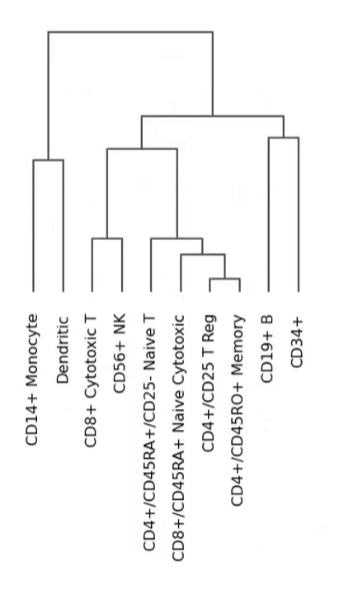 CD14+ Monocyte
Dendritic
CD8+ Cytotoxic T
CD56+ NK
CD4+/CD45RA+/CD25- Naive T
CD8+/CD45RA+ Naive Cytotoxic
CD4+/CD25 T Reg
CD4+/CD45RO+ Memory
CD19+ B
CD34+